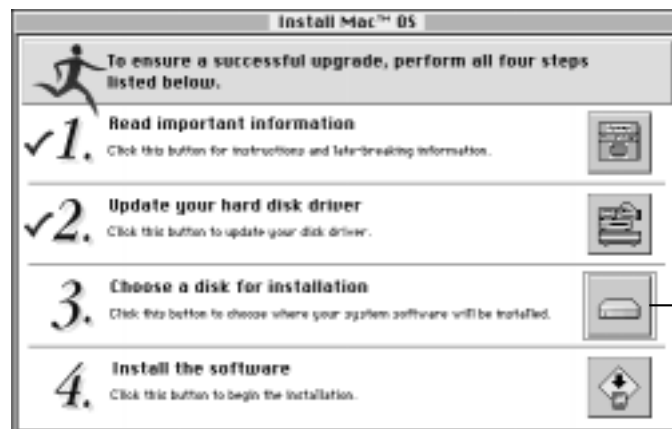 Install Mac™ OS
To ensure a successful upgrade, perform all four steps
listed below.
1. Read important information
Click this button for instructions and late-breaking information.
2. Update your hard disk driver
Click this button to update your disk driver.
3. Choose a disk for installation
Click this button to choose where your system software will be installed.
4. Install the software
Click this button to begin the installation.